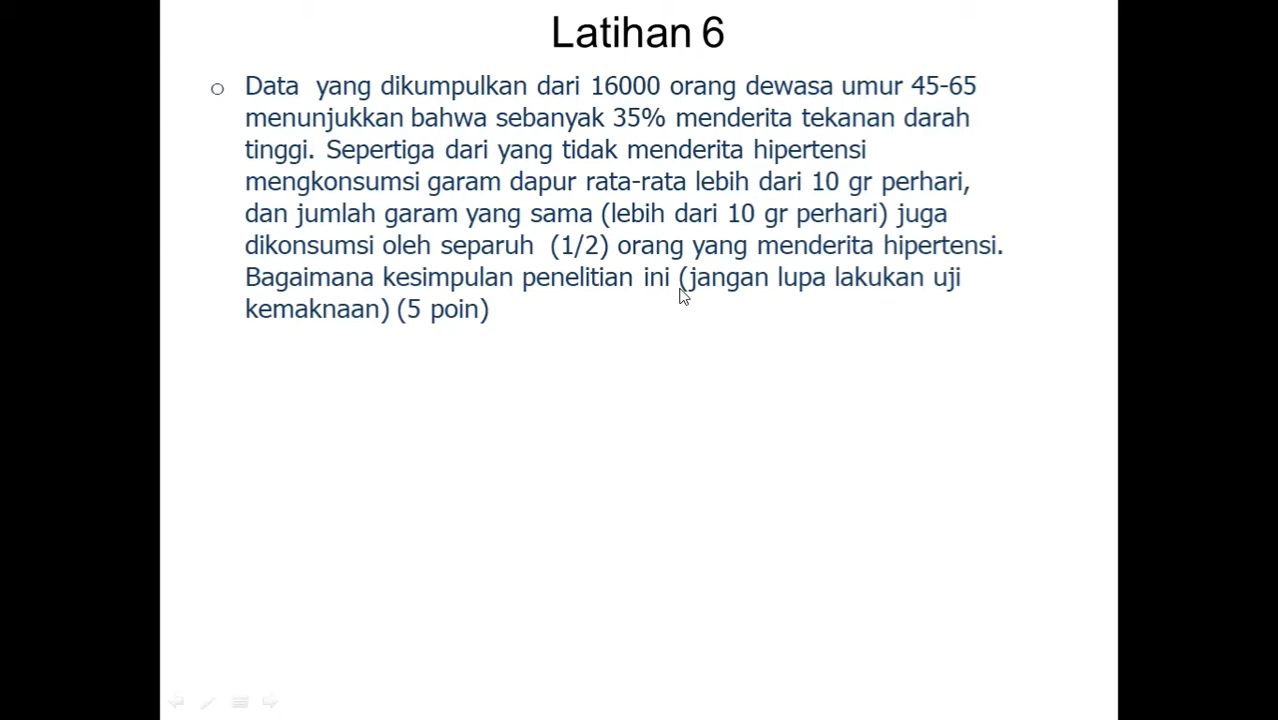 Latihan 6
Data yang dikumpulkan dari 16000 orang dewasa umur 45-65
menunjukkan bahwa sebanyak 35% menderita tekanan darah
tinggi. Sepertiga dari yang tidak menderita hipertensi
mengkonsumsi garam dapur rata-rata lebih dari 10 gr perhari,
dan jumlah garam yang sama (lebih dari 10 gr perhari) juga
dikonsumsi oleh separuh (1/2) orang yang menderita hipertensi.
Bagaimana kesimpulan penelitian ini (jangan lupa lakukan uji
kemaknaan) (5 poin)